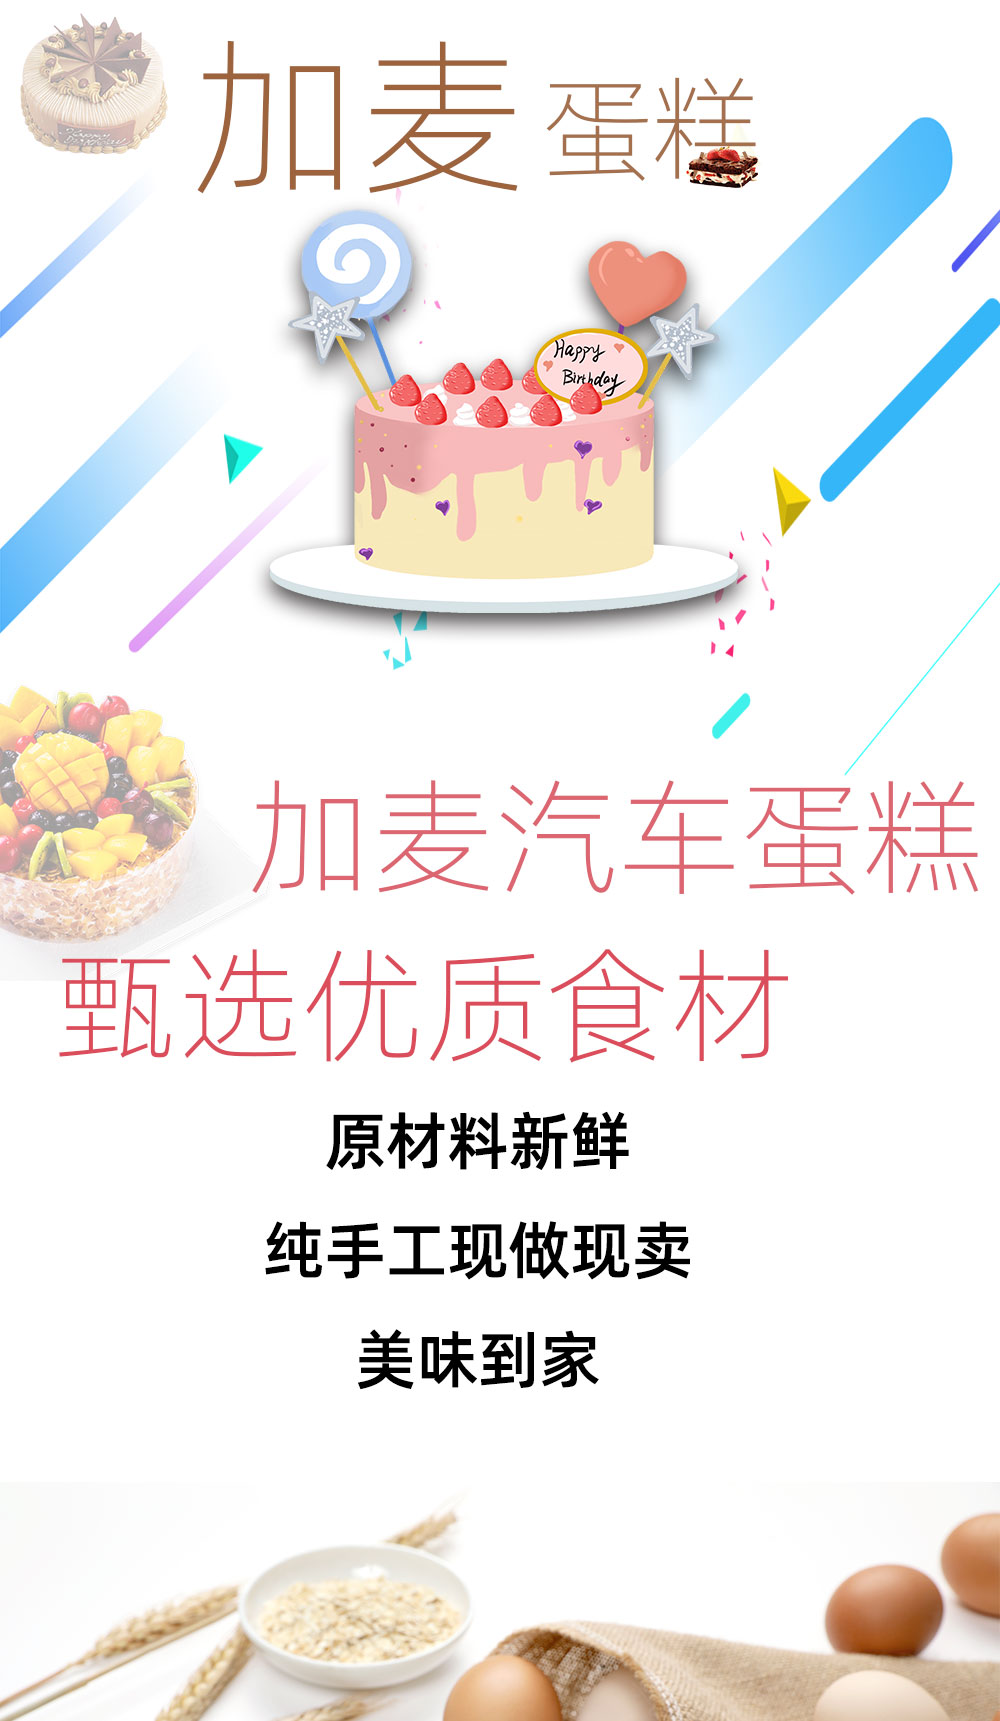 加麦蛋糕
Happy
Birthday
加麦汽车蛋糕
甄选优质食材
原材料新鲜
纯手工现做现卖
美味到家